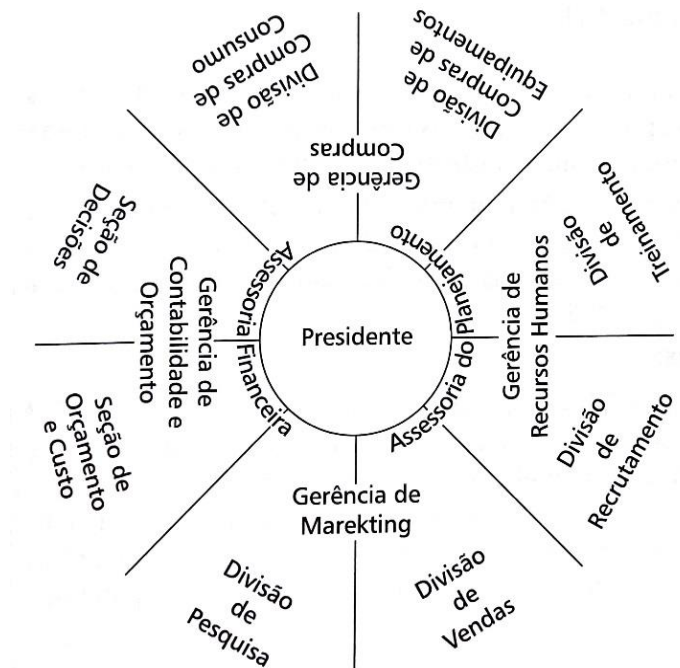 Divisão de
Compras de
Consumo
Divisão de
Compras de
Equipamentos
Gerência de
Compras
Seção de
Decisões
Divisão
de
Treinamento
Assessoria Financeira
Assessoria do Planejamento
Gerência de
Contabilidade e
Orçamento
Presidente
Gerência de
Recursos Humanos
Seção de
Orçamento
e Custo
Divisão
de
Recrutamento
Gerência de
Marekting
Divisão
de
Pesquisa
Divisão
de
Vendas